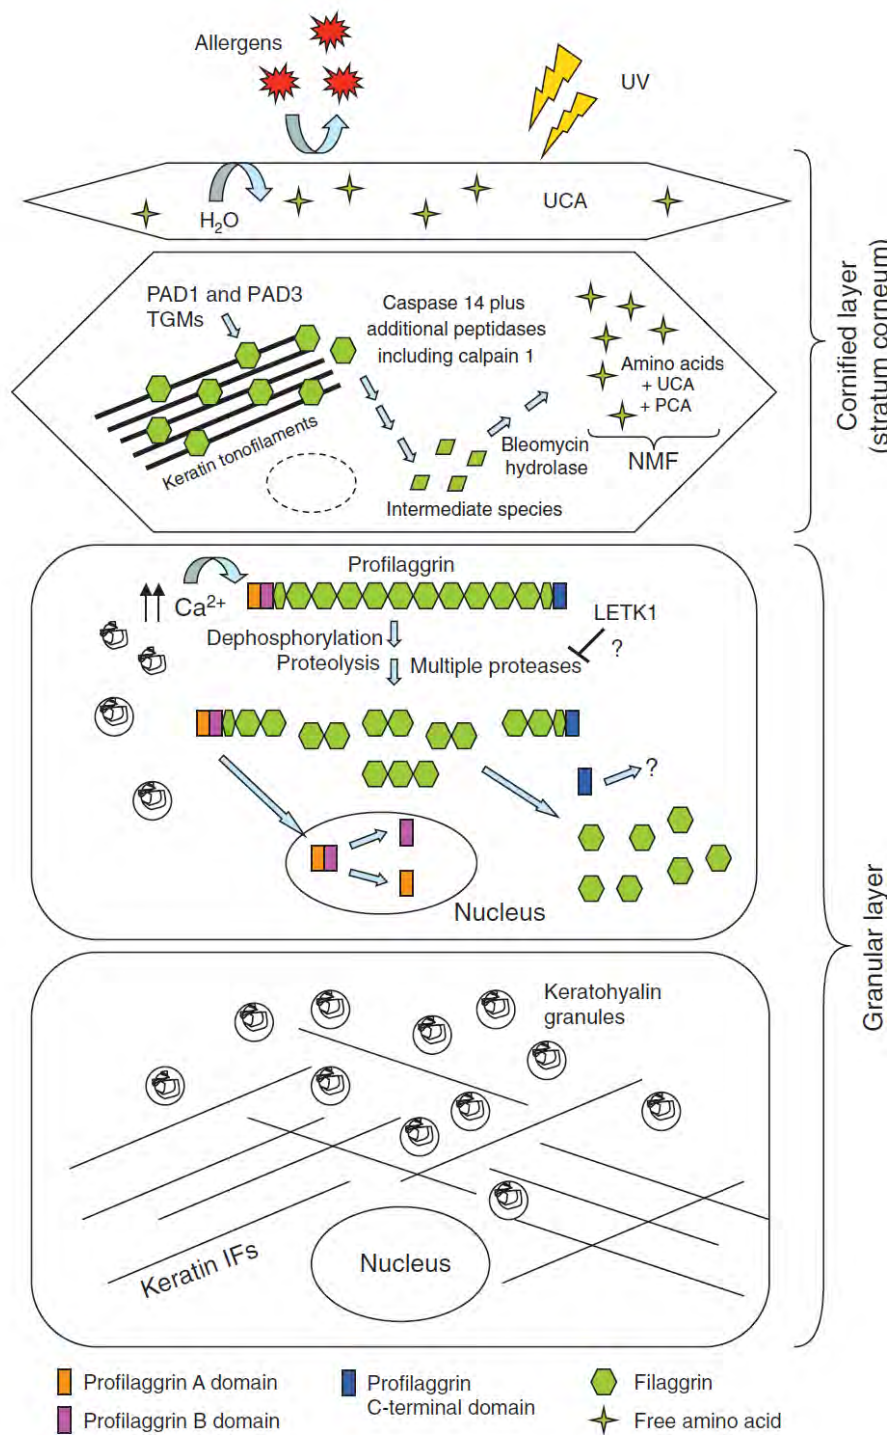 Allergens
UV
H2O
UCA
PAD1 and PAD3
TGMs
Caspase 14 plus
additional peptidases
including calpain 1
Amino acids
+ UCA
+ PCA
Keratin tonofilaments
Bleomycin
hydrolase
NMF
Intermediate species
Cornified layer
(stratum corneum)
Profilaggrin
Ca2+
LETK1
?
Dephosphorylation
Proteolysis
Multiple proteases
?
Nucleus
Granular layer
Keratohyalin
granules
Keratin IFs
Nucleus
Profilaggrin A domain
Profilaggrin B domain
Profilaggrin
C-terminal domain
Filaggrin
Free amino acid